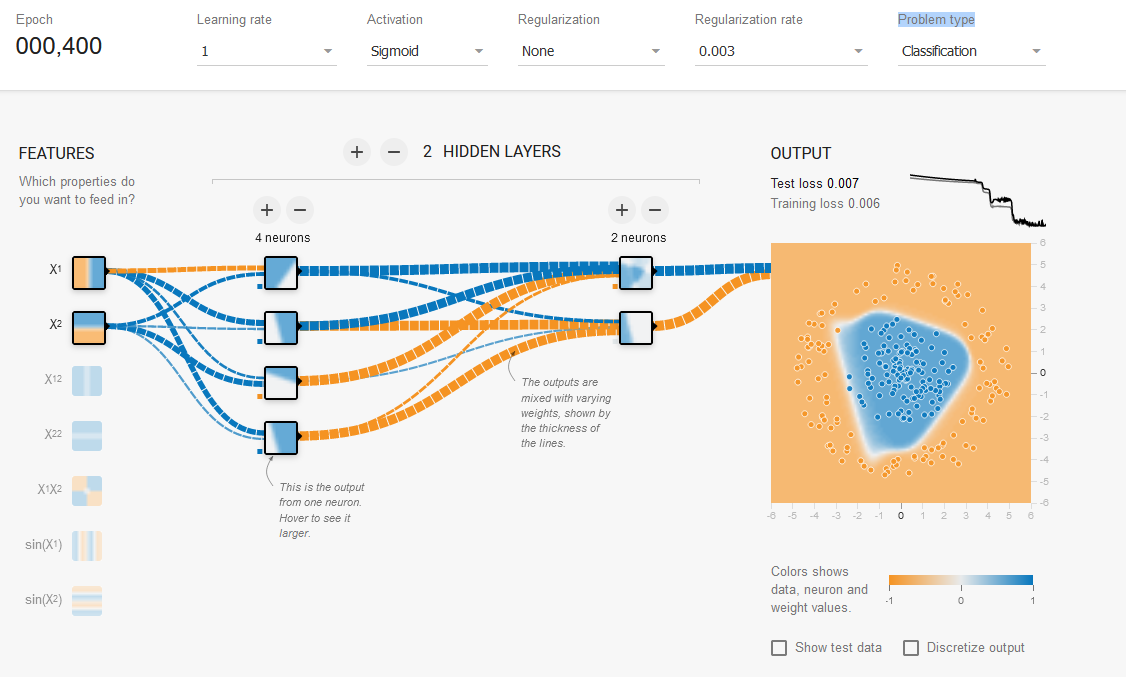 Epoch
000,400
Learning rate
1
Activation
Sigmoid
Regularization
None
Regularization rate
0.003
Problem type
Classification
FEATURES
Which properties do
you want to feed in?
X1
X2
X12
X22
X1X2
sin(X1)
sin(X2)
+ − 2 HIDDEN LAYERS
+ −
4 neurons
+ −
2 neurons
The outputs are
mixed with varying
weights, shown by
the thickness of
the lines.
This is the output
from one neuron.
Hover to see it
larger.
OUTPUT
Test loss 0.007
Training loss 0.006
6
5
4
3
2
1
0
-1
-2
-3
-4
-5
-6
-6 -5 -4 -3 -2 -1 0 1 2 3 4 5 6
Colors shows
data, neuron and
weight values.
-1 0 1
Show test data
Discretize output